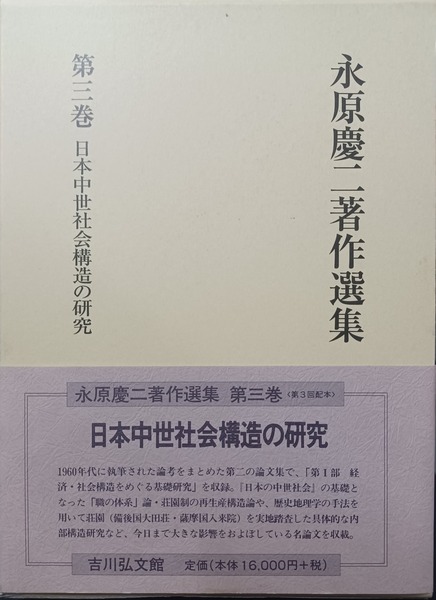 永原慶二著作選集
第三巻 日本中世社会構造の研究
永原慶二著作選集 第三巻〈第3回配本〉
日本中世社会構造の研究
1960年代に執筆された論考をまとめた第二の論文集で、「第Ⅰ部 経
済・社会構造をめぐる基礎研究」を収録。『日本の中世社会』の基礎と
なった「職の体系」論・荘園制の再生産構造論や、歴史地理学の手法を
用いて荘園（備後国大田荘・薩摩国入来院）を実地踏査した具体的な内
部構造研究など、今日まで大きな影響をおよぼしている名論文を収載。
吉川弘文館 定価(本体16,000円+税)